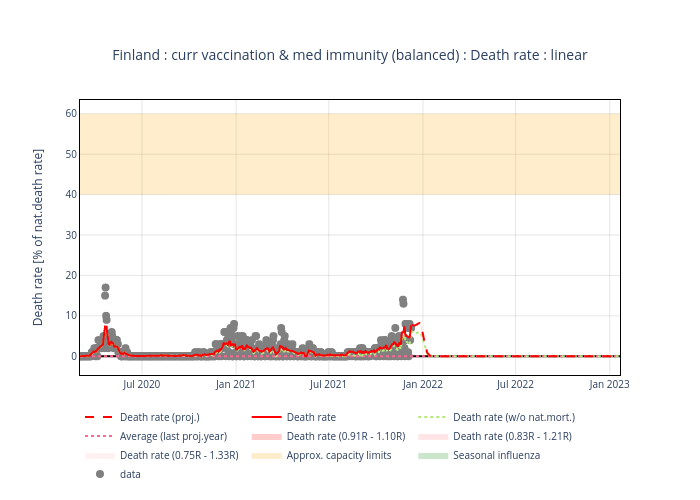 Finland : curr vaccination & med immunity (balanced) : Death rate : linear
Death rate [% of nat.death rate]
60
50
40
30
20
10
0
Jul 2020 Jan 2021 Jul 2021 Jan 2022 Jul 2022 Jan 2023
Death rate (proj.) Death rate Death rate (w/o nat.mort.)
Average (last proj.year) Death rate (0.91R - 1.10R) Death rate (0.83R - 1.21R)
Death rate (0.75R - 1.33R) Approx. capacity limits Seasonal influenza
data